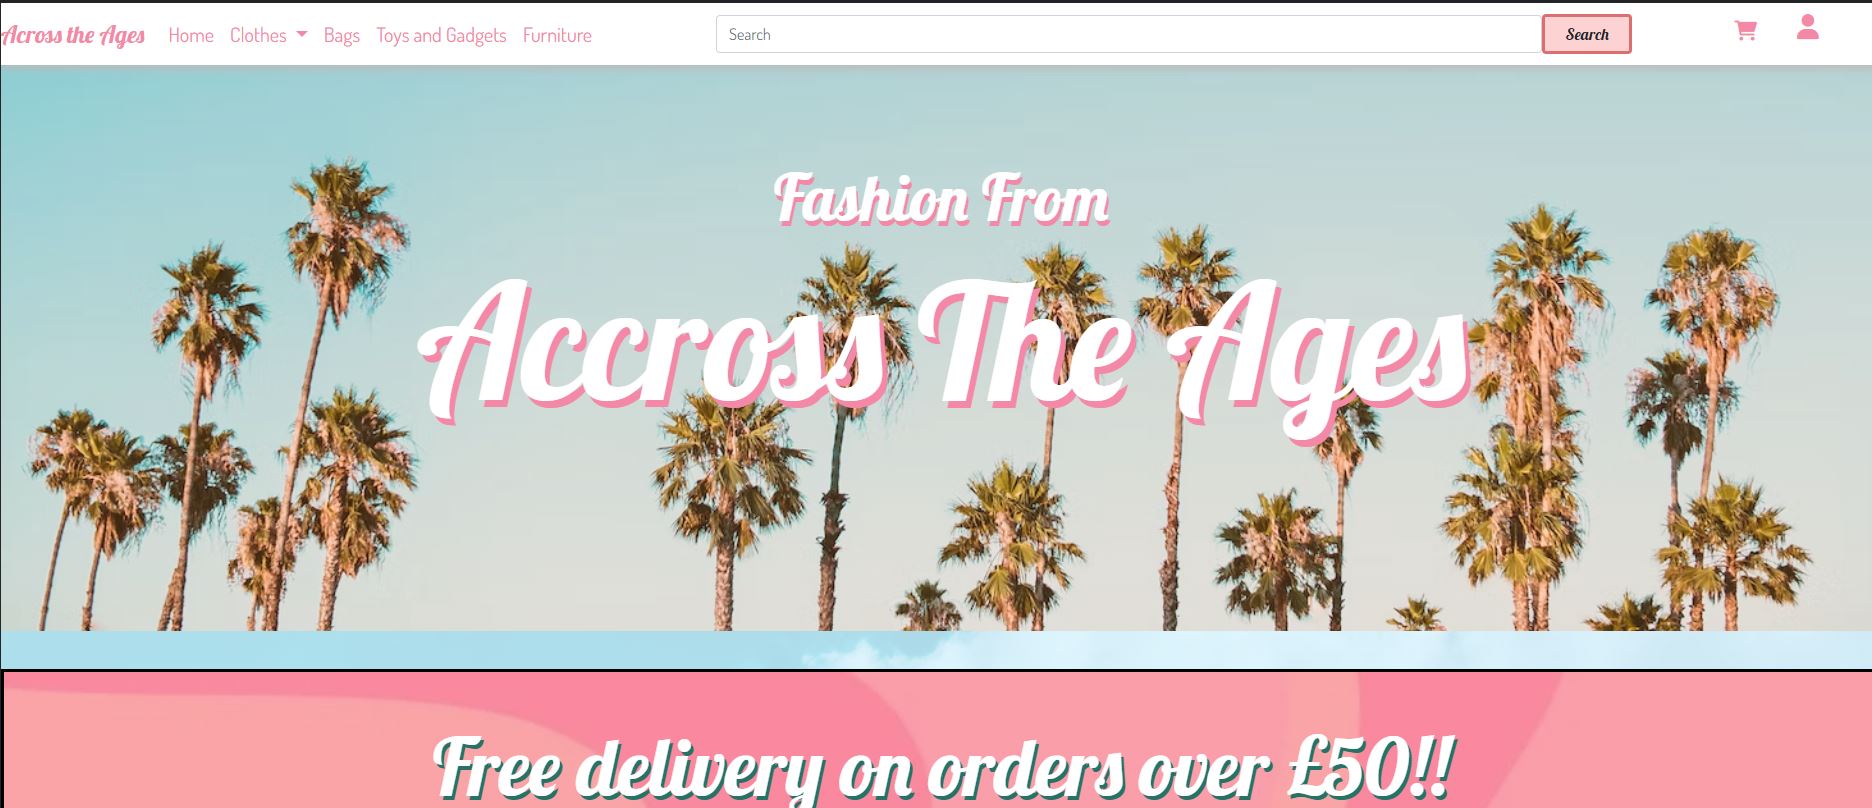 Across the Ages Home Clothes Bags Toys and Gadgets Furniture Search Search
Fashion From
Accross The Ages
Free delivery on orders over £50!!